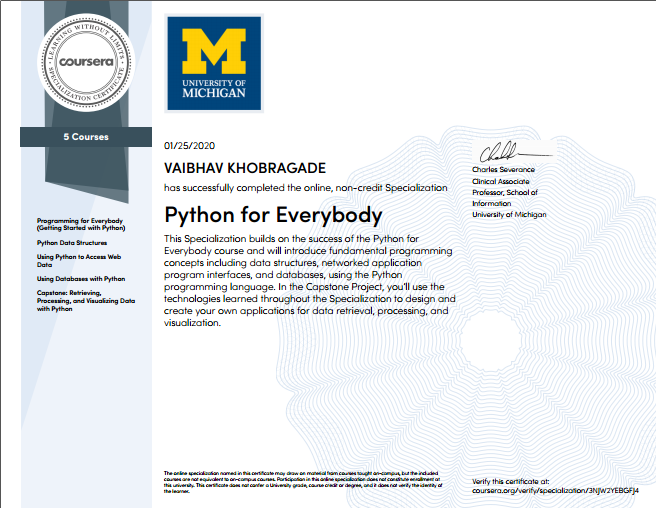 LEARNING WITHOUT LIMITS
coursera
SPECIALIZATION CERTIFICATE
5 Courses
Programming for Everybody
(Getting Started with Python)
Python Data Structures
Using Python to Access Web
Data
Using Databases with Python
Capstone: Retrieving,
Processing, and Visualizing Data
with Python
M
UNIVERSITY OF
MICHIGAN
01/25/2020
VAIBHAV KHOBRAGADE
has successfully completed the online, non-credit Specialization
Python for Everybody
This Specialization builds on the success of the Python for
Everybody course and will introduce fundamental programming
concepts including data structures, networked application
program interfaces, and databases, using the Python
programming language. In the Capstone Project, you'll use the
technologies learned throughout the Specialization to design and
create your own applications for data retrieval, processing, and
visualization.
Charles Severance
Clinical Associate
Professor, School of
Information
University of Michigan
The online specialization named in this certificate may draw on material from courses taught on-campus, but the included
courses are not equivalent to on-campus courses. Participation in this online specialization does not constitute enrollment at
this university. This certificate does not confer a University grade, course credit or degree, and it does not verify the identity of
the learner.
Verify this certificate at:
coursera.org/verify/specialization/3NJW2YEBGFJ4